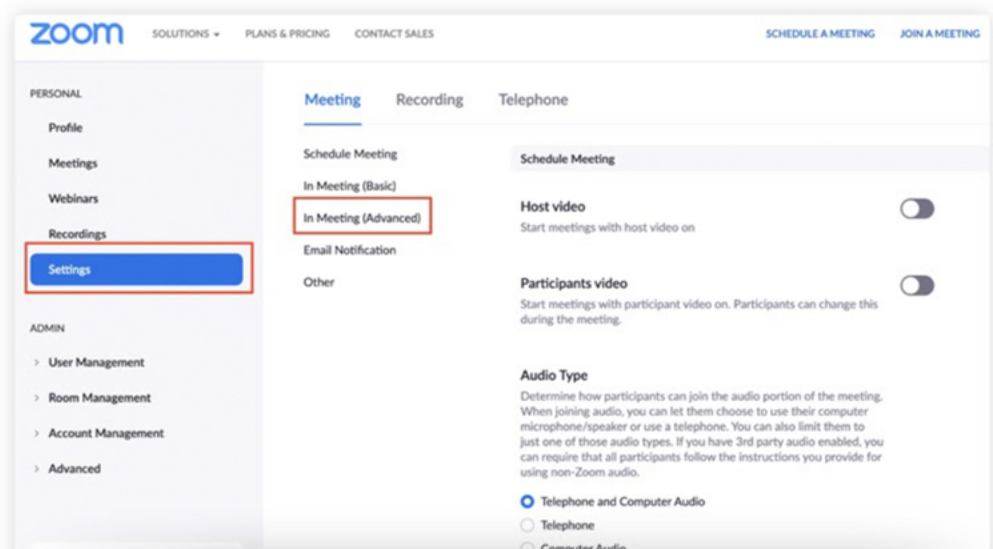 zoom SOLUTIONS PLANS & PRICING CONTACT SALES SCHEDULE A MEETING JOIN A MEETING
PERSONAL
Profile
Meetings
Webinars
Recordings
Settings
ADMIN
User Management
Room Management
Account Management
Advanced
Meeting Recording Telephone
Schedule Meeting
In Meeting (Basic)
In Meeting (Advanced)
Email Notification
Other
Schedule Meeting
Host video
Start meetings with host video on
Participants video
Start meetings with participant video on. Participants can change this
during the meeting.
Audio Type
Determine how participants can join the audio portion of the meeting.
When joining audio, you can let them choose to use their computer
microphone/speaker or use a telephone. You can also limit them to
just one of those audio types. If you have 3rd party audio enabled, you
can require that all participants follow the instructions you provide for
using non-Zoom audio.
Telephone and Computer Audio
Telephone
Computer Audio